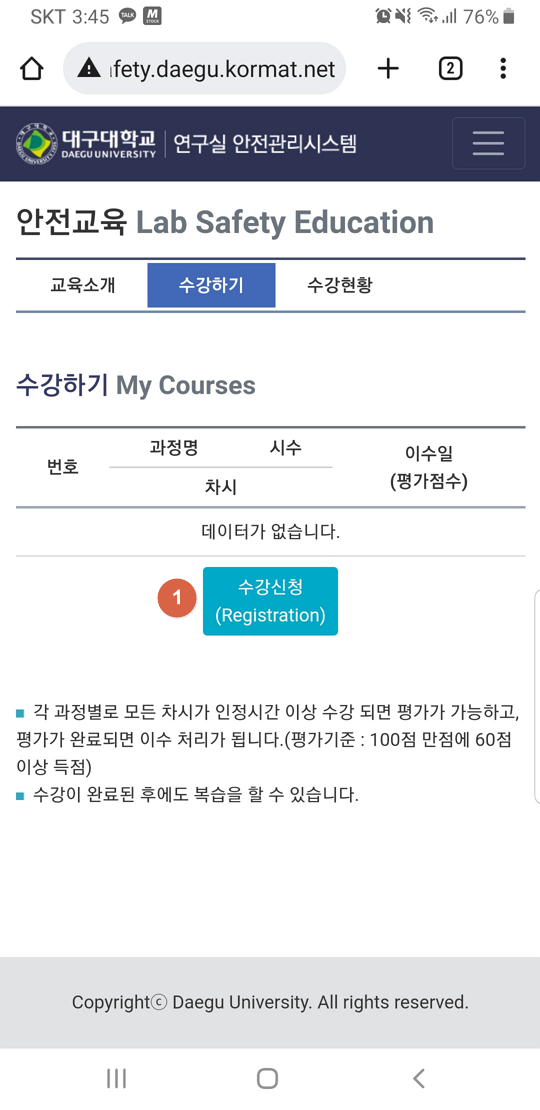 SKT 3:45 TALK M STOCK 76%
afety.daegu.kormat.net 2
대구대학교 DAEGU UNIVERSITY 연구실 안전관리시스템
안전교육 Lab Safety Education
교육소개 수강하기 수강현황
수강하기 My Courses
번호 과정명 시수 차시 이수일
(평가점수)
데이터가 없습니다.
1 수강신청
(Registration)
각 과정별로 모든 차시가 인정시간 이상 수강 되면 평가가 가능하고,
평가가 완료되면 이수 처리가 됩니다.(평가기준 : 100점 만점에 60점
이상 득점)
수강이 완료된 후에도 복습을 할 수 있습니다.
Copyrightⓒ Daegu University. All rights reserved.